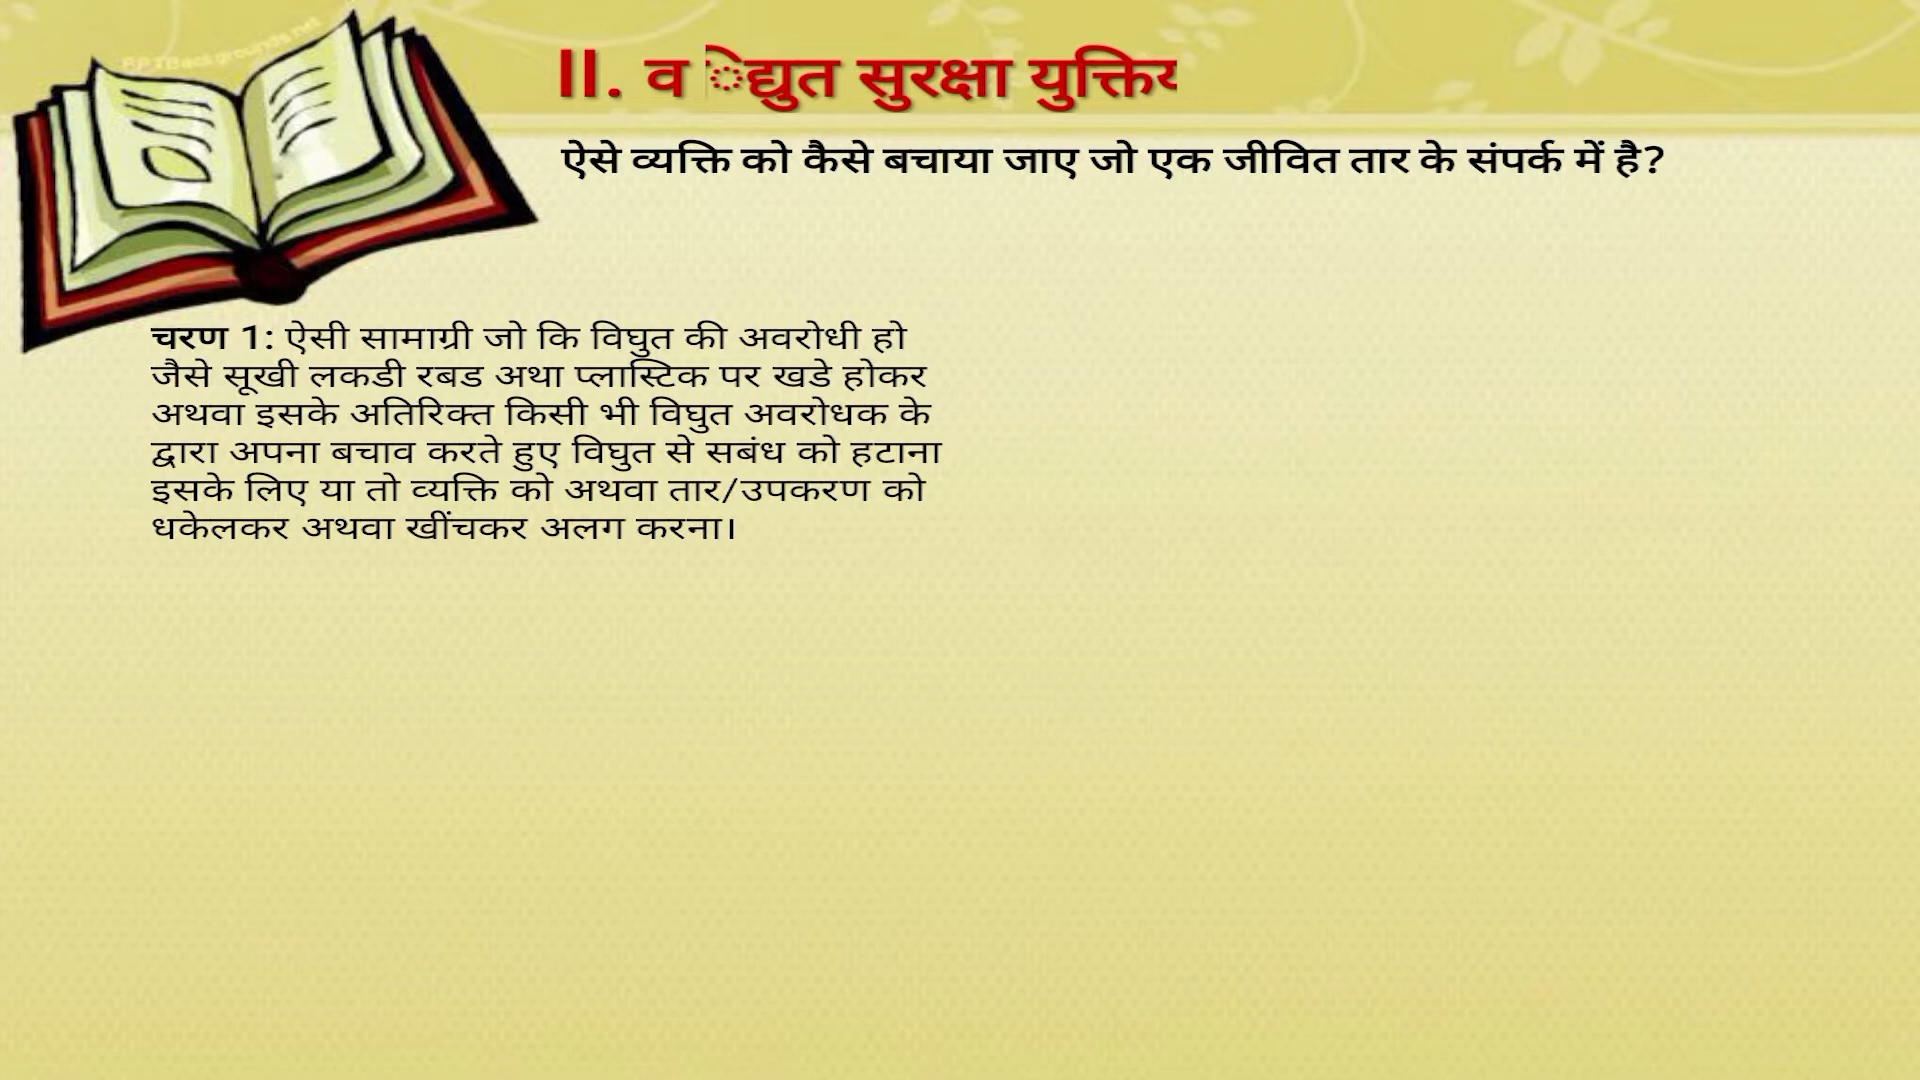 II. व िद्युत सुरक्षा युक्तिय
ऐसे व्यक्ति को कैसे बचाया जाए जो एक जीवित तार के संपर्क में है?
चरण 1: ऐसी सामाग्री जो कि विघुत की अवरोधी हो
जैसे सूखी लकडी रबड अथा प्लास्टिक पर खडे होकर
अथवा इसके अतिरिक्त किसी भी विघुत अवरोधक के
द्वारा अपना बचाव करते हुए विघुत से सबंध को हटाना
इसके लिए या तो व्यक्ति को अथवा तार/उपकरण को
धकेलकर अथवा खींचकर अलग करना।